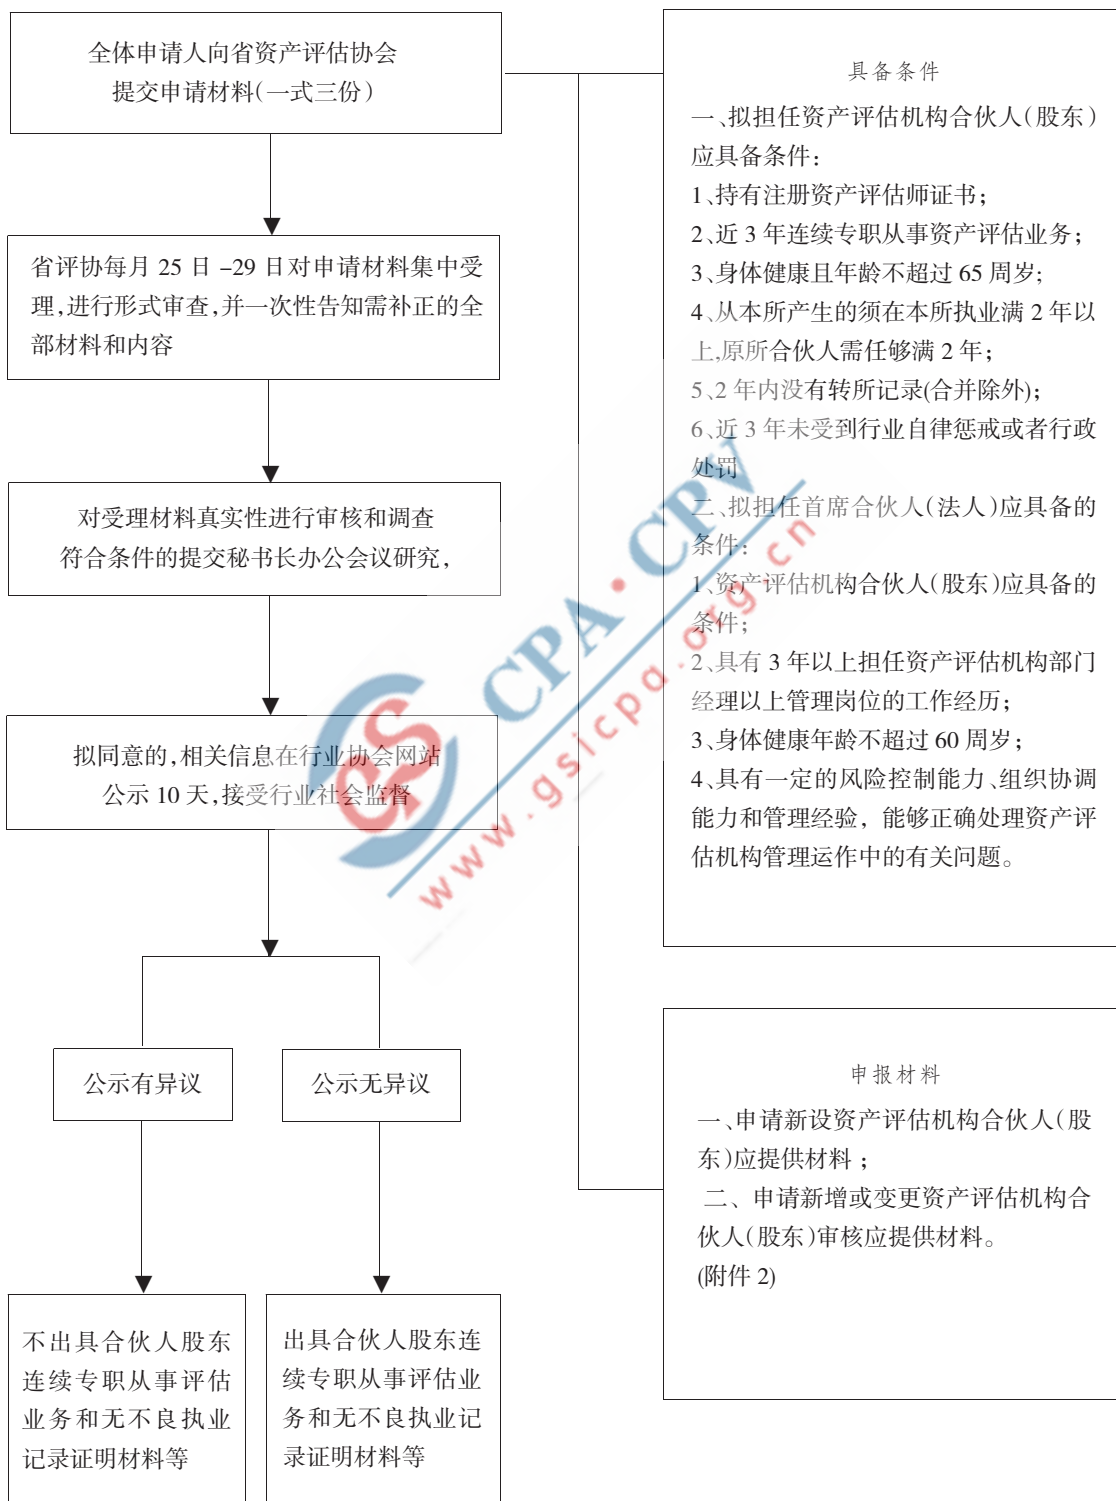 全体申请人向省资产评估协会
提交申请材料(一式三份)
省评协每月 25 日 –29 日对申请材料集中受
理,进行形式审查,并一次性告知需补正的全
部材料和内容
对受理材料真实性进行审核和调查
符合条件的提交秘书长办公会议研究,
拟同意的,相关信息在行业协会网站
公示 10 天,接受行业社会监督
公示有异议
公示无异议
不出具合伙人股东
连续专职从事评估
业务和无不良执业
记录证明材料等
出具合伙人股东连
续专职从事评估业
务和无不良执业记
录证明材料等
具备条件
一、拟担任资产评估机构合伙人(股东)
应具备条件:
1、持有注册资产评估师证书;
2、近 3 年连续专职从事资产评估业务;
3、身体健康且年龄不超过 65 周岁;
4、从本所产生的须在本所执业满 2 年以
上,原所合伙人需任够满 2 年;
5、2 年内没有转所记录(合并除外);
6、近 3 年未受到行业自律惩戒或者行政
处罚
二、拟担任首席合伙人(法人)应具备的
条件:
1、资产评估机构合伙人(股东)应具备的
条件;
2、具有 3 年以上担任资产评估机构部门
经理以上管理岗位的工作经历;
3、身体健康年龄不超过 60 周岁;
4、具有一定的风险控制能力、组织协调
能力和管理经验，能够正确处理资产评
估机构管理运作中的有关问题。
申报材料
一、申请新设资产评估机构合伙人(股
东)应提供材料;
二、申请新增或变更资产评估机构合
伙人(股东)审核应提供材料。
(附件 2)
GS CPA·CPV
www.gsicpa.org.cn